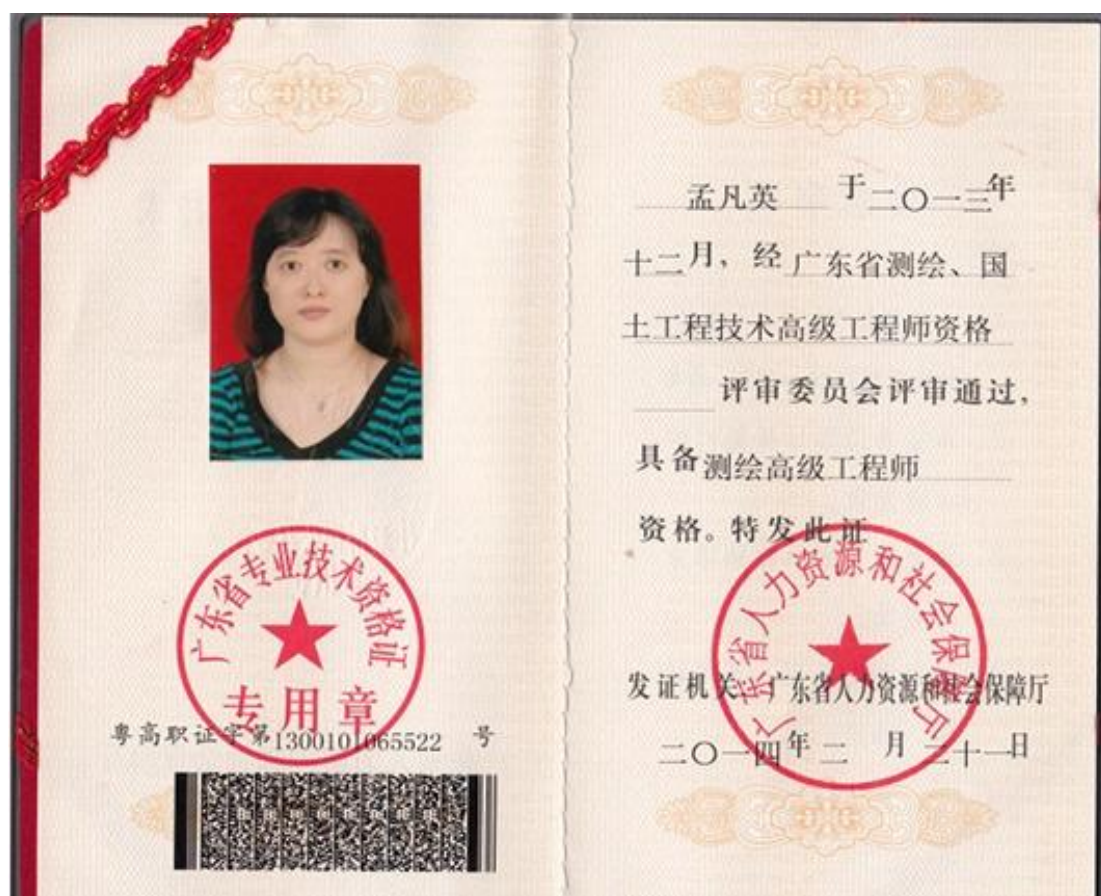 广东省专业技术资格证
专用章
粤高职证字第1300101065522 号
孟凡英 于二〇一三年
十二月，经广东省测绘、国
土工程技术高级工程师资格
评审委员会评审通过，
具备测绘高级工程师
资格。特发此证
广东省人力资源和社会保障厅
发证机关：广东省人力资源和社会保障厅
二〇一四年二月二十一日